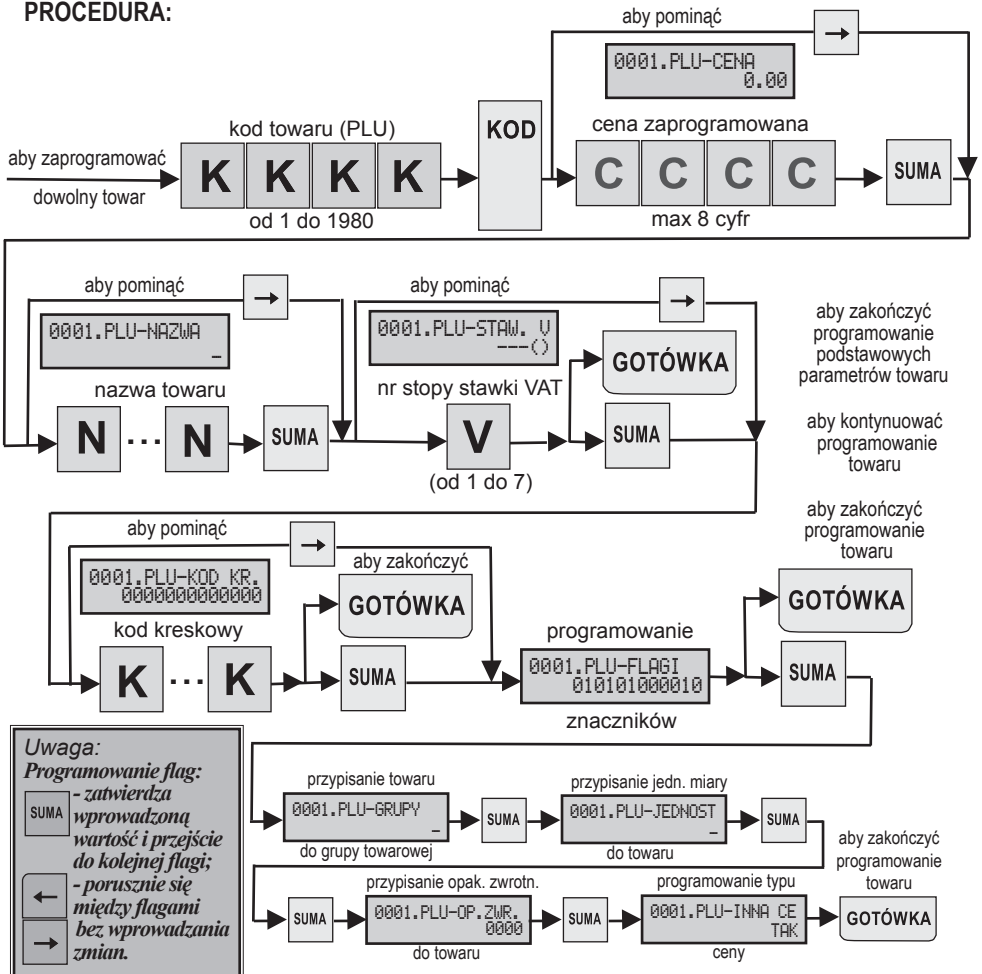 PROCEDURA:
aby pominąć
→
0001.PLU-CENA
0.00
kod towaru (PLU)
KOD
cena zaprogramowana
aby zaprogramować
dowolny towar
K K K K
C C C C
SUMA
od 1 do 1980
max 8 cyfr
aby pominąć
→
aby pominąć
→
0001.PLU-NAZWA
_
0001.PLU-STAW. V
---()
GOTÓWKA
aby zakończyć
programowanie
podstawowych
parametrów towaru
nazwa towaru
nr stopy stawki VAT
N ... N
SUMA
V
SUMA
aby kontynuować
programowanie
towaru
(od 1 do 7)
aby pominąć
→
aby zakończyć
aby zakończyć
programowanie
towaru
0001.PLU-KOD KR.
0000000000000
GOTÓWKA
GOTÓWKA
kod kreskowy
programowanie
K ... K
SUMA
0001.PLU-FLAGI
010101000010
SUMA
znaczników
Uwaga:
Programowanie flag:
SUMA
- zatwierdza
wprowadzoną
wartość i przejście
do kolejnej flagi;
←
- porusznie się
między flagami
→
bez wprowadzania
zmian.
przypisanie towaru
przypisanie jedn. miary
0001.PLU-GRUPY
_
SUMA
0001.PLU-JEDNOST
_
SUMA
do grupy towarowej
do towaru
aby zakończyć
programowanie
towaru
przypisanie opak. zwrotn.
programowanie typu
SUMA
0001.PLU-OP.ZWR.
0000
SUMA
0001.PLU-INNA CE
TAK
GOTÓWKA
do towaru
ceny